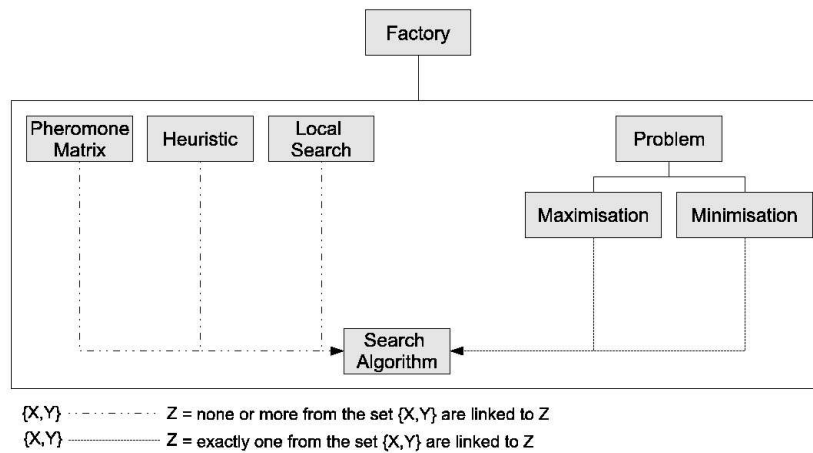 Factory
Pheromone
Matrix
Heuristic
Local
Search
Problem
Maximisation
Minimisation
Search
Algorithm
{X,Y} Z = none or more from the set {X,Y} are linked to Z
{X,Y} Z = exactly one from the set {X,Y} are linked to Z